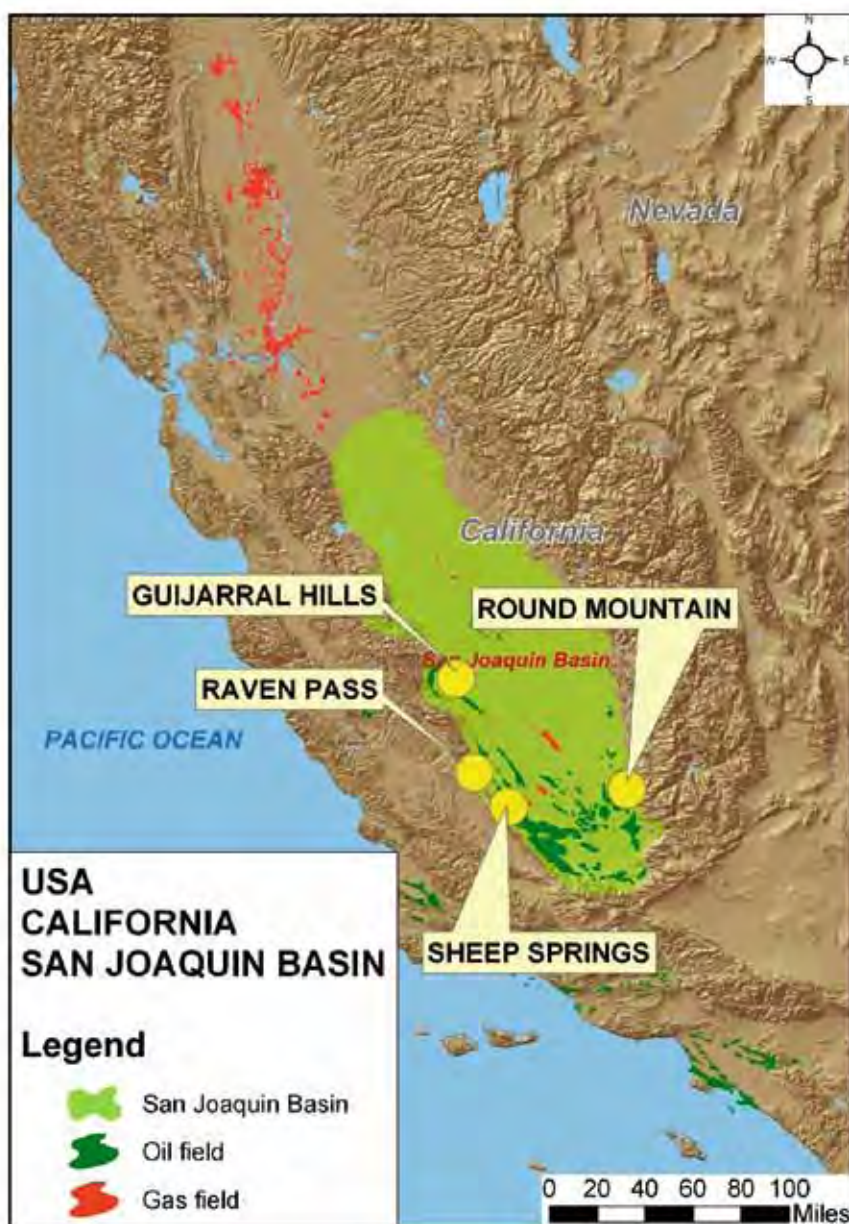 N
W E
S
Nevada
California
GUIJARRAL HILLS
ROUND MOUNTAIN
San Joaquin Basin
RAVEN PASS
PACIFIC OCEAN
SHEEP SPRINGS
USA
CALIFORNIA
SAN JOAQUIN BASIN
Legend
San Joaquin Basin
Oil field
Gas field
0 20 40 60 80 100
Miles